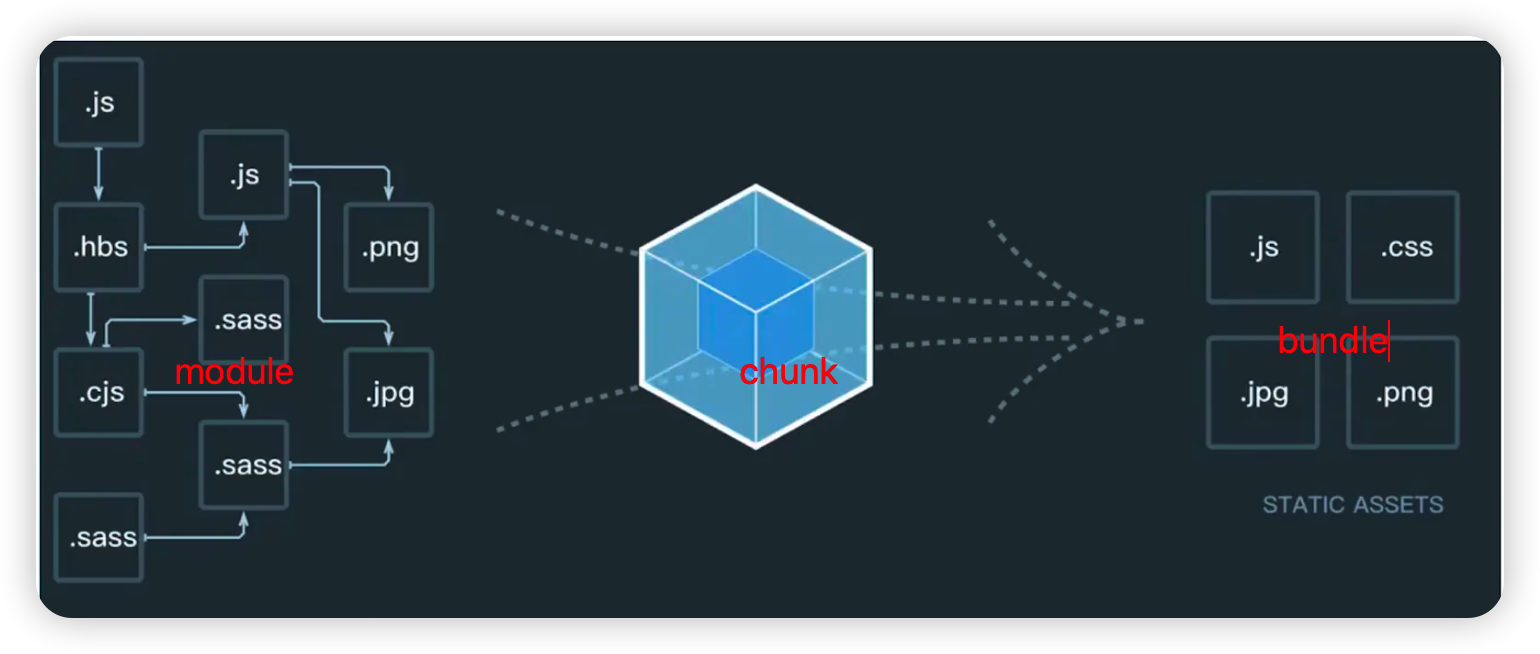 .js
.js
.hbs
.png
.sass
module
.cjs
.jpg
.sass
.sass
chunk
.js
.css
bundle
.jpg
.png
STATIC ASSETS